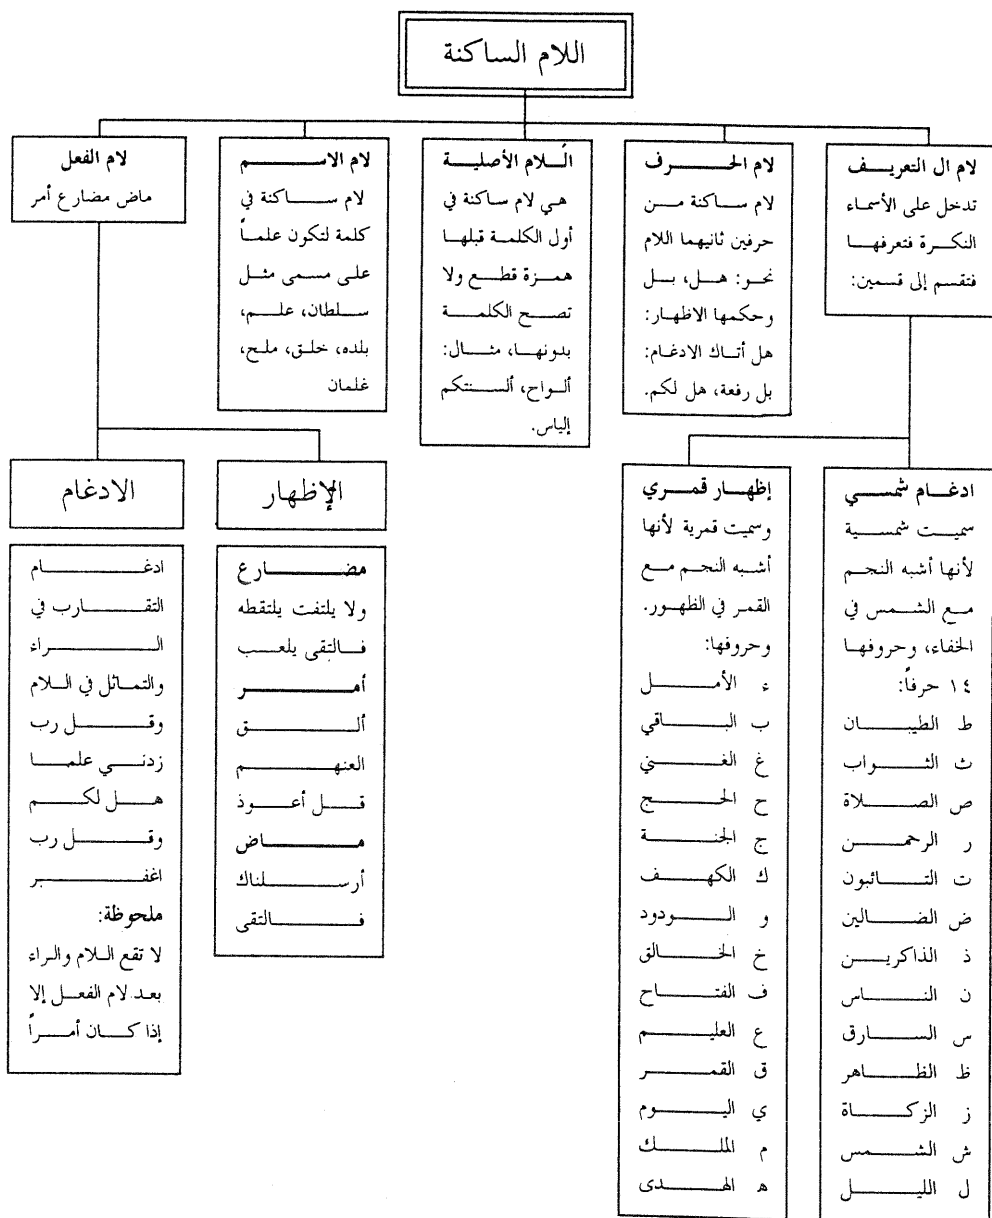 اللام الساكنة
لام ال التعريف
تدخل على الأسماء
النكرة فتعرفها
فتقسم إلى قسمين:
لام الحرف
لام ساكنة من
حرفين ثانيهما اللام
نحو: هل، بل
وحكمها الاظهار:
هل أتاك الادغام:
بل رفعة، هل لكم.
اللام الأصلية
هي لام ساكنة في
أول الكلمة قبلها
همزة قطع ولا
تصح الكلمة
بدونها، مثال:
ألواح، ألسنتكم
إلياس.
لام الاسم
لام ساكنة في
كلمة لتكون علماً
على مسمى مثل
سلطان، علم،
بلده، خلق، ملح،
غلمان
لام الفعل
ماض مضارع أمر
ادغام شمسي
سميت شمسية
لأنها أشبه النجم
مع الشمس في
الخفاء، وحروفها
١٤ حرفاً:
ط الطيبان
ث الثواب
ص الصلاة
ر الرحمن
ت التائبون
ض الضالين
ذ الذاكرين
ن الناس
س السارق
ظ الظاهر
ز الزكاة
ش الشمس
ل الليل
إظهار قمري
وسميت قمرية لأنها
أشبه النجم مع
القمر في الظهور.
وحروفها:
ء الأمل
ب الباقي
غ الغني
ح الحج
ج الجنة
ك الكهف
و الودود
خ الخالق
ف الفتاح
ع العليم
ق القمر
ي اليوم
م الملك
ه الهدى
الإظهار
مضارع
ولا يلتفت يلتقطه
فالتقى يلعب
أمر
ألق
العنهم
قل أعوذ
ماض
أرسلناك
فالتقى
الادغام
ادغام
التقارب في
الراء
والتماثل في اللام
وقل رب
زدني علما
هل لكم
وقل رب
اغفر
ملحوظة:
لا تقع اللام والراء
بعد لام الفعل إلا
إذا كان أمراً